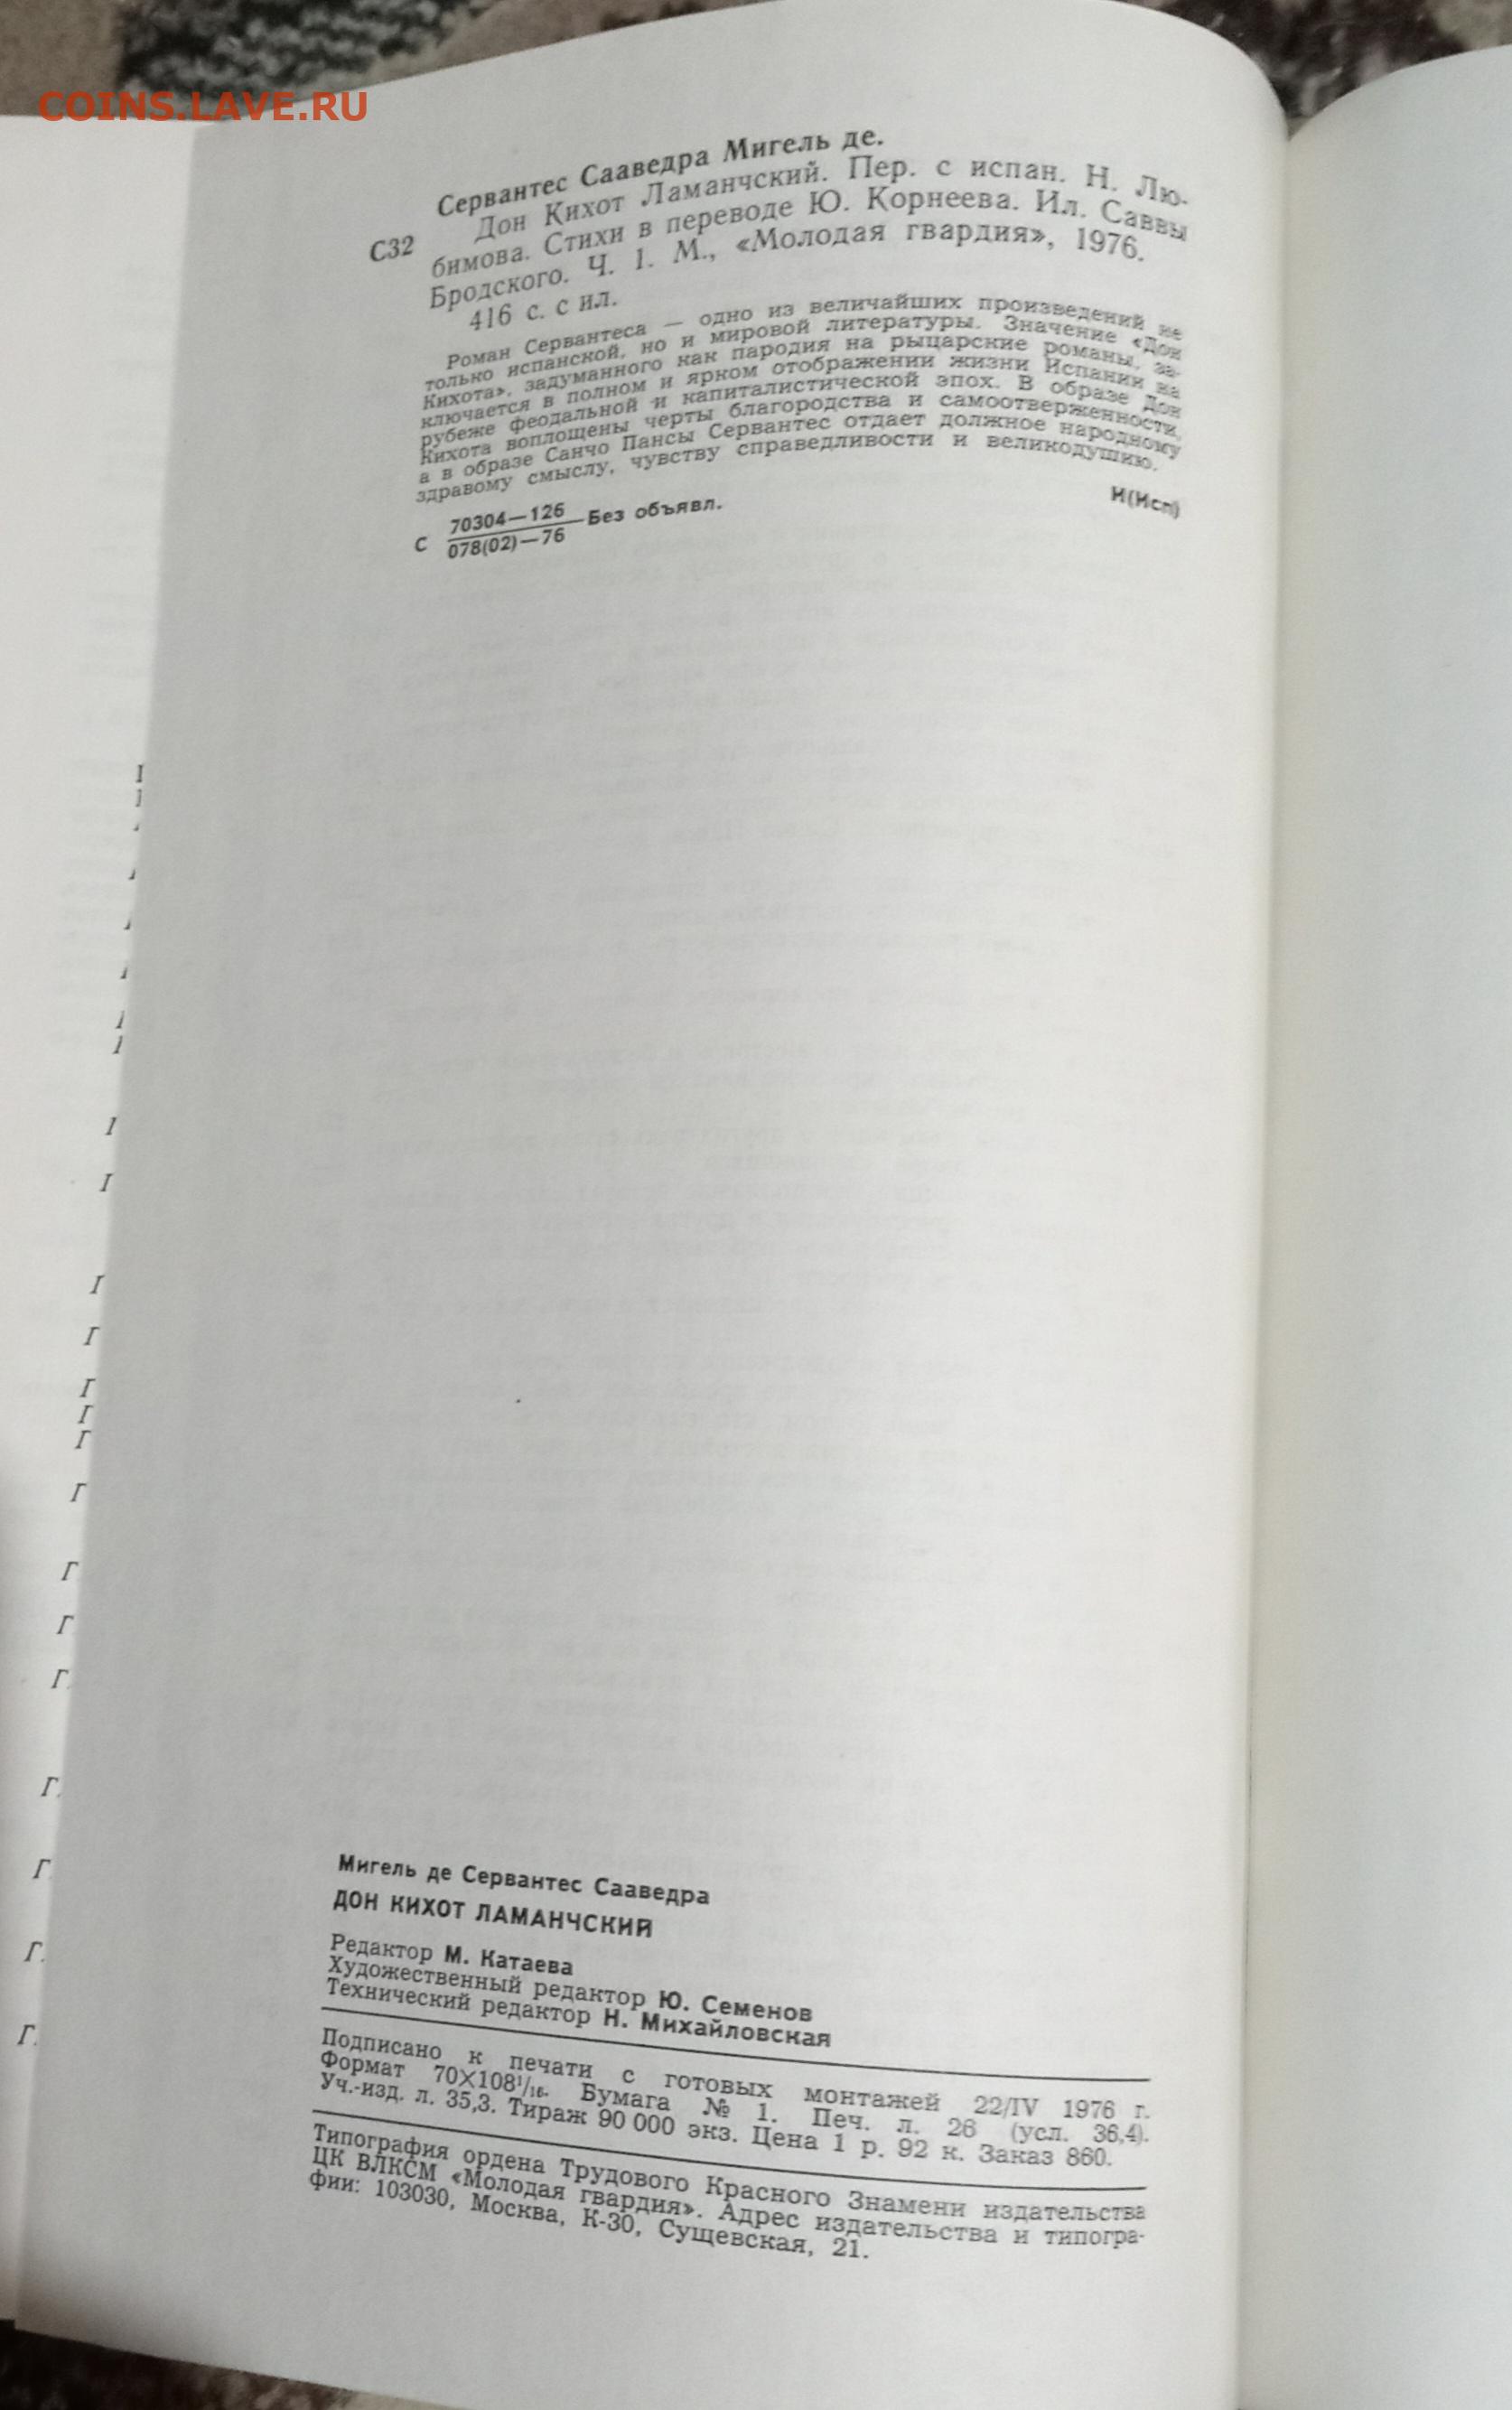 COINS.LAVE.RU
Сервантес Сааведра Мигель де.
С32 Дон Кихот Ламанчский. Пер. с испан. Н. Лю-
бимова. Стихи в переводе Ю. Корнеева. Ил. Саввы
Бродского. Ч. 1. М., «Молодая гвардия», 1976.
416 с. с ил.
Роман Сервантеса — одно из величайших произведений не
только испанской, но и мировой литературы. Значение «Дон
Кихота», задуманного как пародия на рыцарские романы, за-
ключается в полном и ярком отображении жизни Испании на
рубеже феодальной и капиталистической эпох. В образе Дон
Кихота воплощены черты благородства и самоотверженности,
а в образе Санчо Пансы Сервантес отдает должное народному
здравому смыслу, чувству справедливости и великодушию.
70304—126
С 078(02)—76 Без объявл. И(Исп)
Мигель де Сервантес Сааведра
ДОН КИХОТ ЛАМАНЧСКИЙ
Редактор М. Катаева
Художественный редактор Ю. Семенов
Технический редактор Н. Михайловская
Подписано к печати с готовых монтажей 22/IV 1976 г.
Формат 70×108¹/₁₆. Бумага № 1. Печ. л. 26 (усл. 36,4).
Уч.-изд. л. 35,3. Тираж 90 000 экз. Цена 1 р. 92 к. Заказ 860.
Типография ордена Трудового Красного Знамени издательства
ЦК ВЛКСМ «Молодая гвардия». Адрес издательства и типогра-
фии: 103030, Москва, К-30, Сущевская, 21.